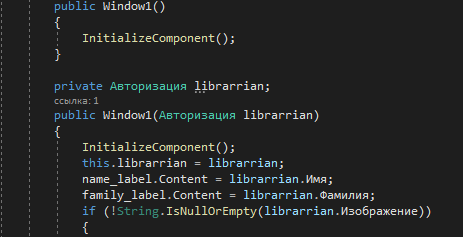 public Window1()
{
InitializeComponent();
}
private Авторизация librarrian;
ссылка: 1
public Window1(Авторизация librarrian)
{
InitializeComponent();
this.librarrian = librarrian;
name_label.Content = librarrian.Имя;
family_label.Content = librarrian.Фамилия;
if (!String.IsNullOrEmpty(librarrian.Изображение))
{